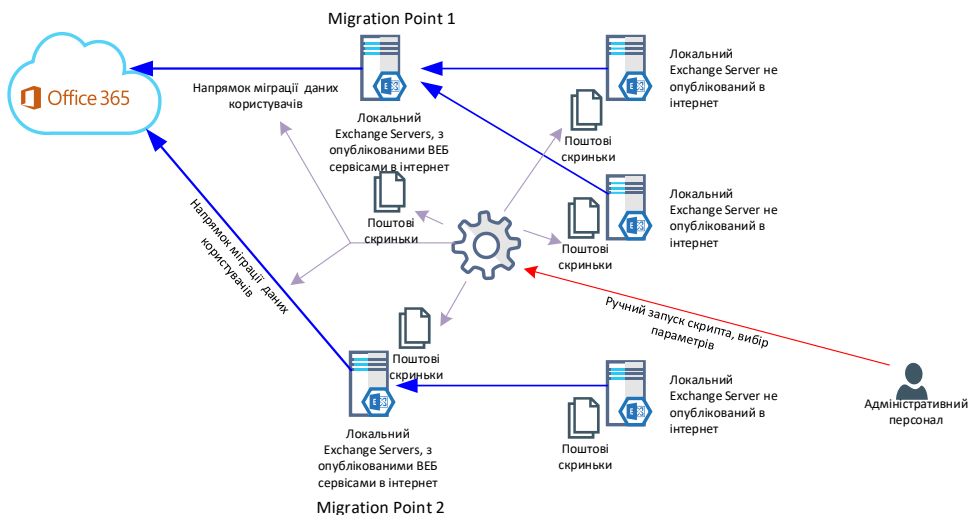 Migration Point 1
Office 365
Напрямок міграції даних
користувачів
Локальний
Exchange Servers, з
опублікованими ВЕБ
сервісами в інтернет
Локальний
Exchange Server не
опублікований в
інтернет
Поштові
скриньки
Поштові
скриньки
Локальний
Exchange Server не
опублікований в
інтернет
Поштові
скриньки
Напрямок міграції даних
користувачів
Ручний запуск скрипта, вибір
параметрів
Поштові
скриньки
Локальний
Exchange Server не
опублікований в
інтернет
Адміністративний
персонал
Локальний
Exchange Servers, з
опублікованими ВЕБ
сервісами в інтернет
Поштові
скриньки
Migration Point 2